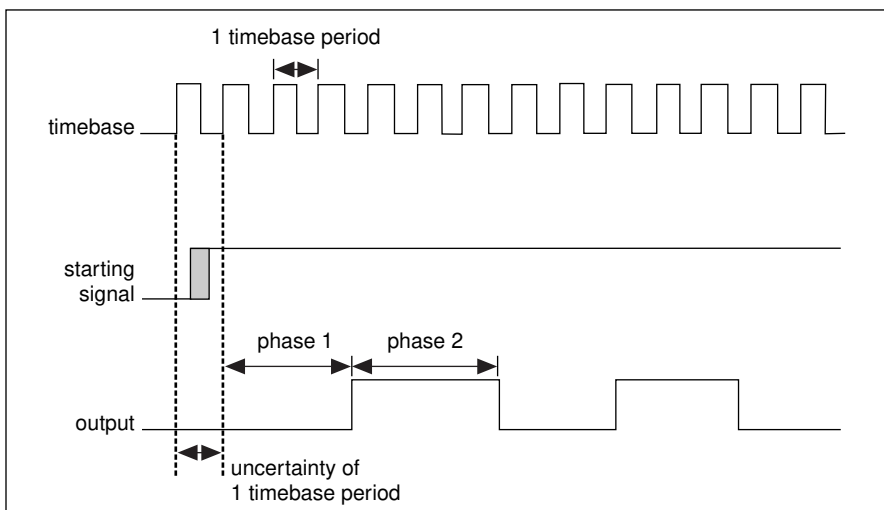 1 timebase period
timebase
starting
signal
phase 1
phase 2
output
uncertainty of
1 timebase period